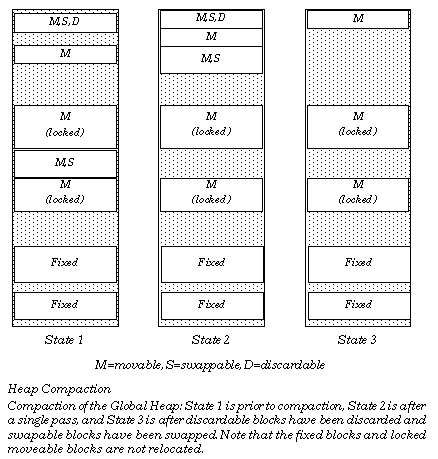 M,S,D
M
M
(locked)
M,S
M
(locked)
Fixed
Fixed
State 1
M,S,D
M
M,S
M
(locked)
M
(locked)
Fixed
Fixed
State 2
M
M
(locked)
M
(locked)
Fixed
Fixed
State 3
M=movable, S=swappable, D=discardable
Heap Compaction
Compaction of the Global Heap: State 1 is prior to compaction, State 2 is after
a single pass, and State 3 is after discardable blocks have been discarded and
swapable blocks have been swapped. Note that the fixed blocks and locked
moveable blocks are not relocated.